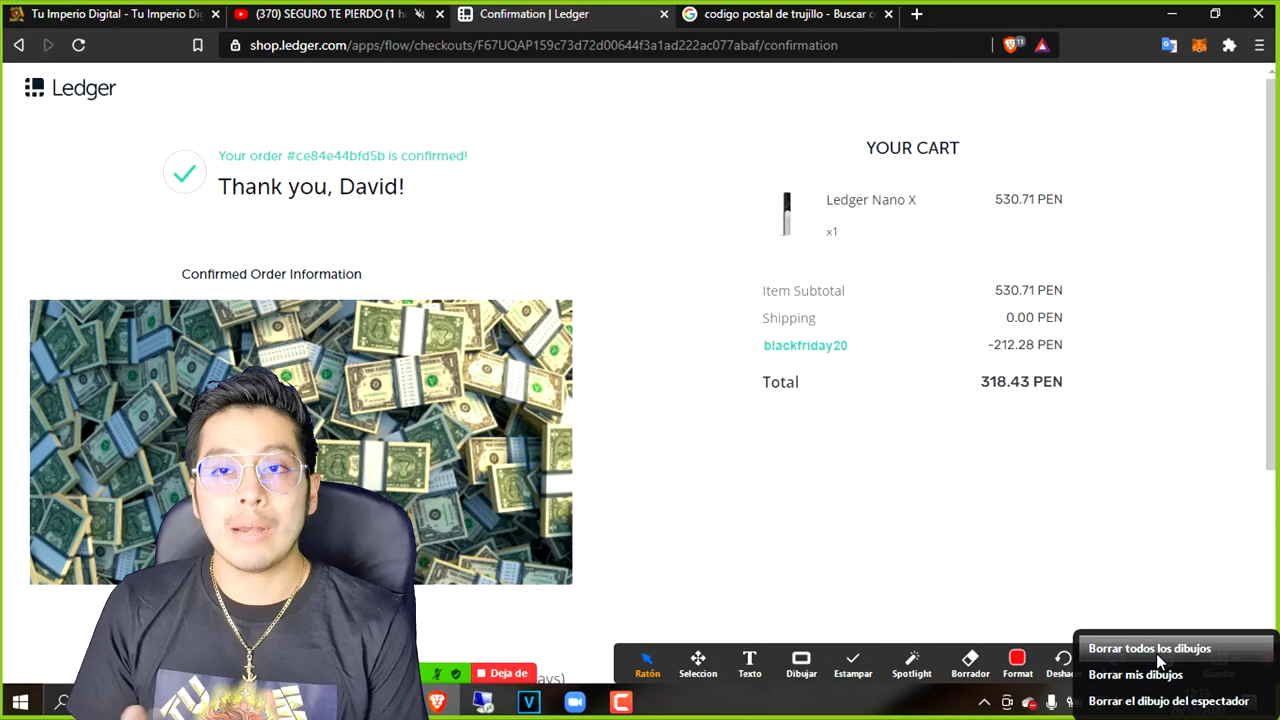 Tu Imperio Digital - Tu Imperio Di
(370) SEGURO TE PIERDO (1 h
Confirmation | Ledger
codigo postal de trujillo - Buscar c
shop.ledger.com/apps/flow/checkouts/F67UQAP159c73d72d00644f3a1ad222ac077abaf/confirmation
11
Ledger
Your order #ce84e44bfd5b is confirmed!
Thank you, David!
Confirmed Order Information
YOUR CART
Ledger Nano X 530.71 PEN
x1
Item Subtotal 530.71 PEN
Shipping 0.00 PEN
blackfriday20 -212.28 PEN
Total 318.43 PEN
TU
ays)
Deja de
Ratón
Seleccion
Texto
Dibujar
Estampar
Spotlight
Borrador
Format
Desha
Borrar todos los dibujos
Borrar mis dibujos
Borrar el dibujo del espectador